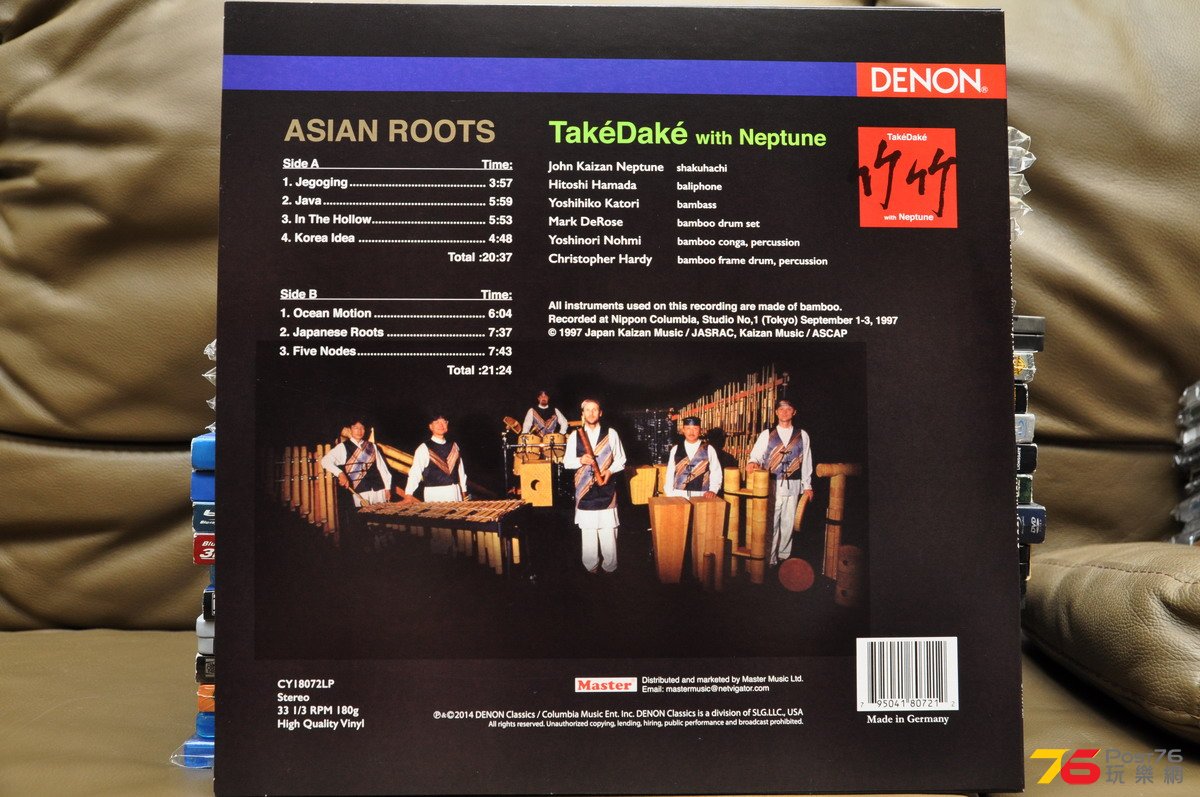 DENON®
ASIAN ROOTS
Side A Time:
1. Jegoging 3:57
2. Java 5:59
3. In The Hollow 5:53
4. Korea Idea 4:48
Total :20:37
Side B Time:
1. Ocean Motion 6:04
2. Japanese Roots 7:37
3. Five Nodes 7:43
Total :21:24
TakéDaké with Neptune
John Kaizan Neptune shakuhachi
Hitoshi Hamada baliphone
Yoshihiko Katori bambass
Mark DeRose bamboo drum set
Yoshinori Nohmi bamboo conga, percussion
Christopher Hardy bamboo frame drum, percussion
All instruments used on this recording are made of bamboo.
Recorded at Nippon Columbia, Studio No,1 (Tokyo) September 1-3, 1997
© 1997 Japan Kaizan Music / JASRAC, Kaizan Music / ASCAP
TakéDaké
竹竹
with Neptune
CY18072LP
Stereo
33 1/3 RPM 180g
High Quality Vinyl
Master
Distributed and marketed by Master Music Ltd.
Email: mastermusic@netvigator.com
℗&©2014 DENON Classics / Columbia Music Ent. Inc. DENON Classics is a division of SLG.LLC., USA
All rights reserved. Unauthorized copying, lending, hiring, public performance and broadcast prohibited.
7 95041 80721 2
Made in Germany
DVD
76 Post76
玩樂網